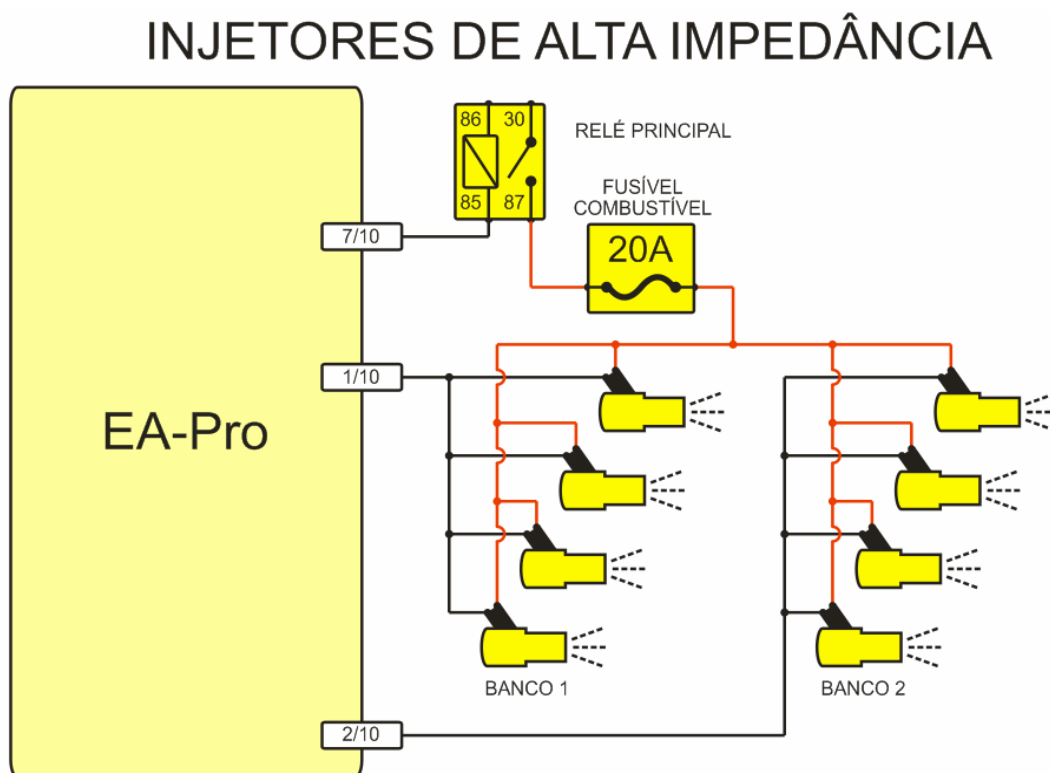 INJETORES DE ALTA IMPEDÂNCIA
86 30
RELÉ PRINCIPAL
85 87
FUSÍVEL
COMBUSTÍVEL
7/10
20A
1/10
EA-Pro
BANCO 1
BANCO 2
2/10